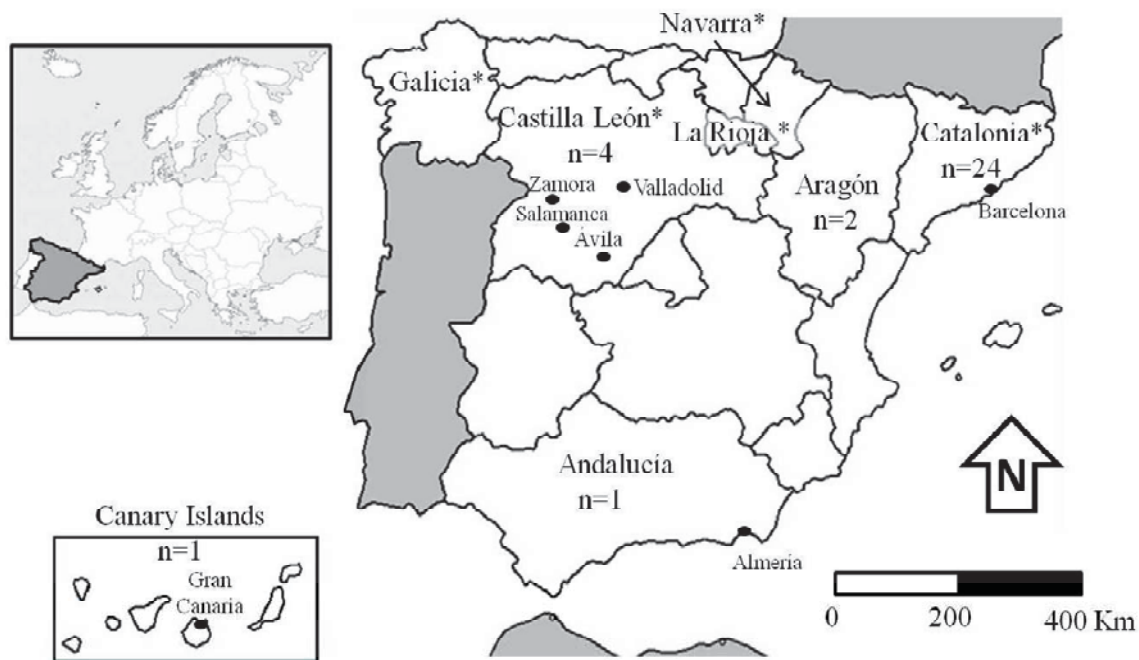 Navarra*
Galicia*
Castilla León*
n=4
La Rioja *
Catalonia*
n=24
Zamora
Valladolid
Aragón
n=2
Barcelona
Salamanca
Ávila
Andalucía
n=1
N
Canary Islands
n=1
Gran
Canaria
Almería
0 200 400 Km